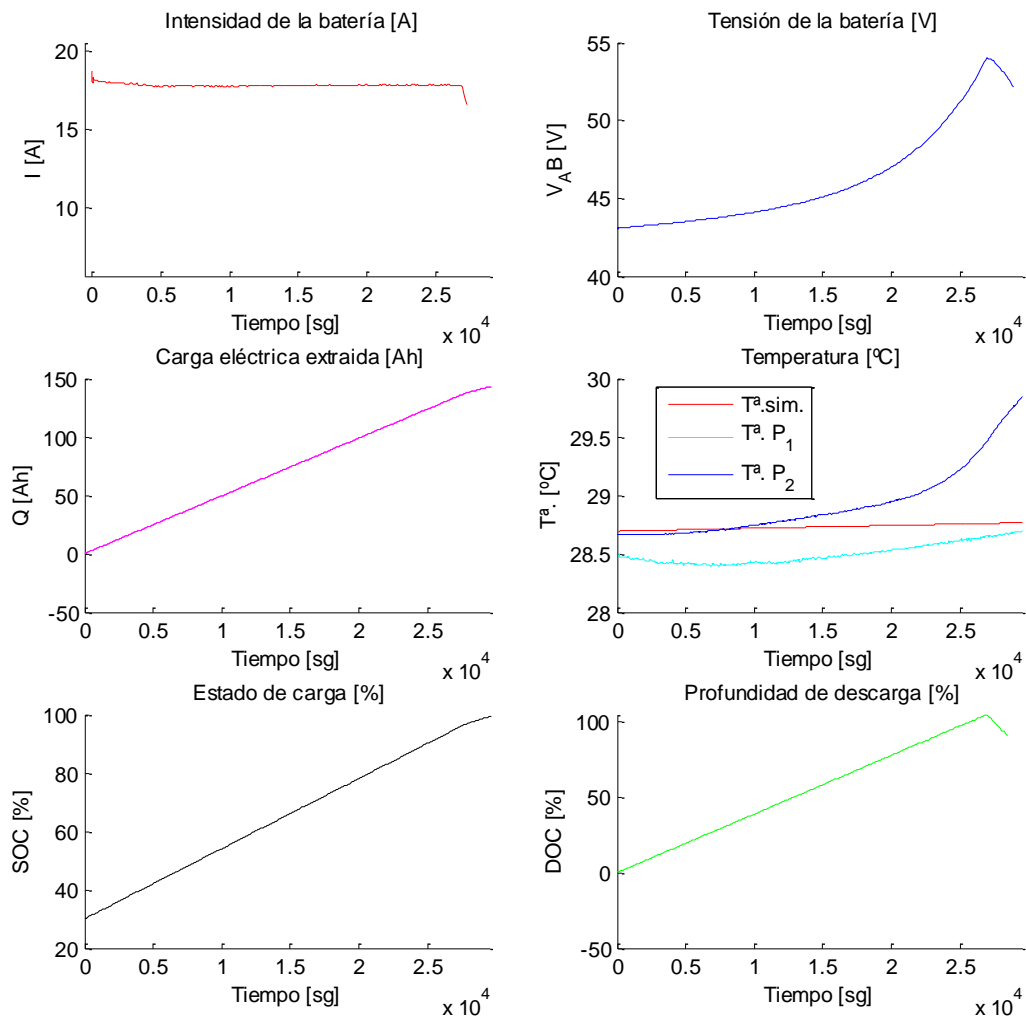 Intensidad de la batería [A]
20
15
10
I [A]
0 0.5 1 1.5 2 2.5
Tiempo [sg]
x 10^4
Tensión de la batería [V]
55
50
45
40
V_AB [V]
0 0.5 1 1.5 2 2.5
Tiempo [sg]
x 10^4
Carga eléctrica extraida [Ah]
150
100
50
0
-50
Q [Ah]
0 0.5 1 1.5 2 2.5
Tiempo [sg]
x 10^4
Temperatura [ºC]
30
29.5
29
28.5
28
Tª. [ºC]
Tª.sim.
Tª. P_1
Tª. P_2
0 0.5 1 1.5 2 2.5
Tiempo [sg]
x 10^4
Estado de carga [%]
100
80
60
40
20
SOC [%]
0 0.5 1 1.5 2 2.5
Tiempo [sg]
x 10^4
Profundidad de descarga [%]
100
50
0
-50
DOC [%]
0 0.5 1 1.5 2 2.5
Tiempo [sg]
x 10^4